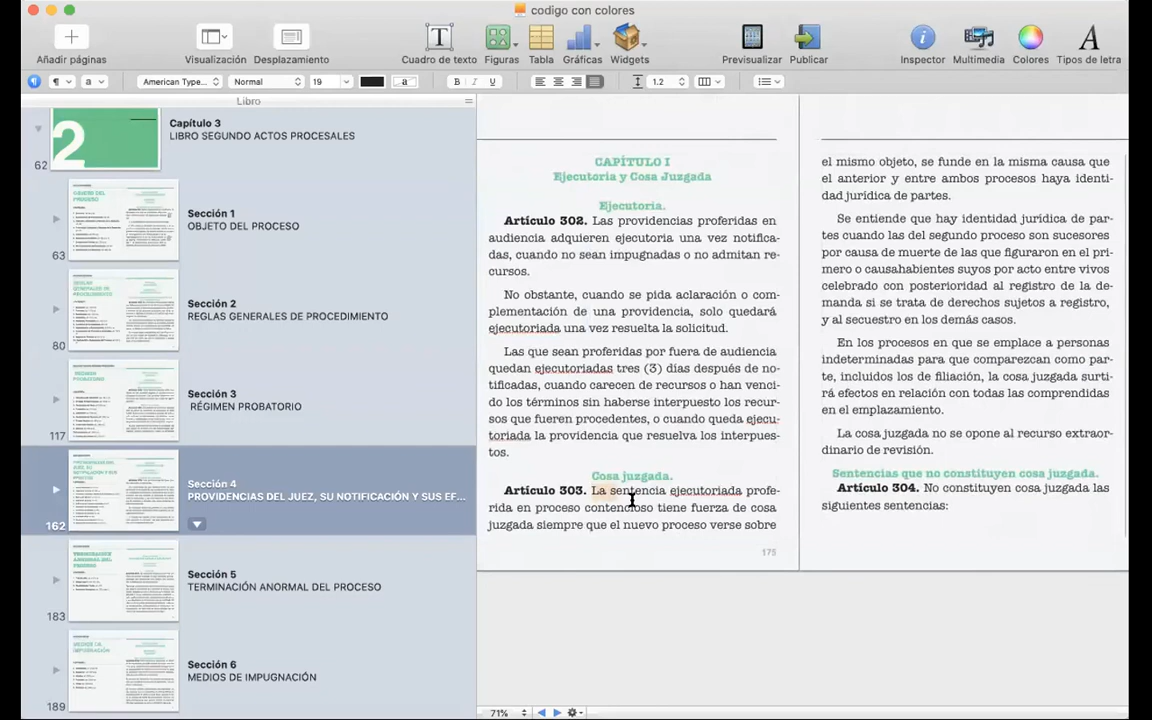 codigo con colores
Añadir páginas
Visualización
Desplazamiento
Cuadro de texto
Figuras
Tabla
Gráficas
Widgets
Previsualizar
Publicar
Inspector
Multimedia
Colores
Tipos de letra
American Type...
Normal
19
a
B I U
1.2
Libro
2
62
Capítulo 3
LIBRO SEGUNDO ACTOS PROCESALES
63
Sección 1
OBJETO DEL PROCESO
80
Sección 2
REGLAS GENERALES DE PROCEDIMIENTO
117
Sección 3
RÉGIMEN PROBATORIO
162
Sección 4
PROVIDENCIAS DEL JUEZ, SU NOTIFICACIÓN Y SUS EF...
183
Sección 5
TERMINACIÓN ANORMAL DEL PROCESO
189
Sección 6
MEDIOS DE IMPUGNACIÓN
CAPÍTULO I
Ejecutoria y Cosa Juzgada
Ejecutoria.
Artículo 302. Las providencias proferidas en
audiencia adquieren ejecutoria una vez notifica-
das, cuando no sean impugnadas o no admitan re-
cursos.
No obstante, cuando se pida aclaración o com-
plementación de una providencia, solo quedará
ejecutoriada una vez resuelta la solicitud.
Las que sean proferidas por fuera de audiencia
quedan ejecutoriadas tres (3) días después de no-
tificadas, cuando carecen de recursos o han venci-
do los términos sin haberse interpuesto los recur-
sos que fueren procedentes, o cuando queda ejecu-
toriada la providencia que resuelva los interpues-
tos.
Cosa juzgada.
Artículo 303. La sentencia ejecutoriada profe-
rida en proceso contencioso tiene fuerza de cosa
juzgada siempre que el nuevo proceso verse sobre
175
el mismo objeto, se funde en la misma causa que
el anterior y entre ambos procesos haya identi-
dad jurídica de partes.
Se entiende que hay identidad jurídica de par-
tes cuando las del segundo proceso son sucesores
por causa de muerte de las que figuraron en el pri-
mero o causahabientes suyos por acto entre vivos
celebrado con posterioridad al registro de la de-
manda si se trata de derechos sujetos a registro,
y al secuestro en los demás casos.
En los procesos en que se emplace a personas
indeterminadas para que comparezcan como par-
te, incluidos los de filiación, la cosa juzgada surti-
rá efectos en relación con todas las comprendidas
en el emplazamiento.
La cosa juzgada no se opone al recurso extraor-
dinario de revisión.
Sentencias que no constituyen cosa juzgada.
Artículo 304. No constituyen cosa juzgada las
siguientes sentencias:
71%